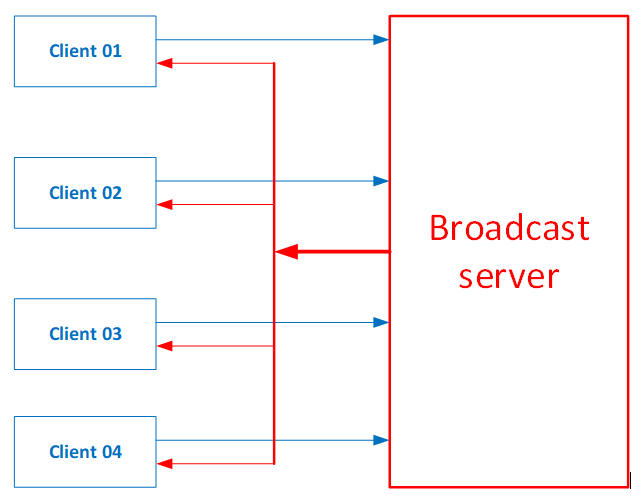 Client 01
Client 02
Broadcast
server
Client 03
Client 04